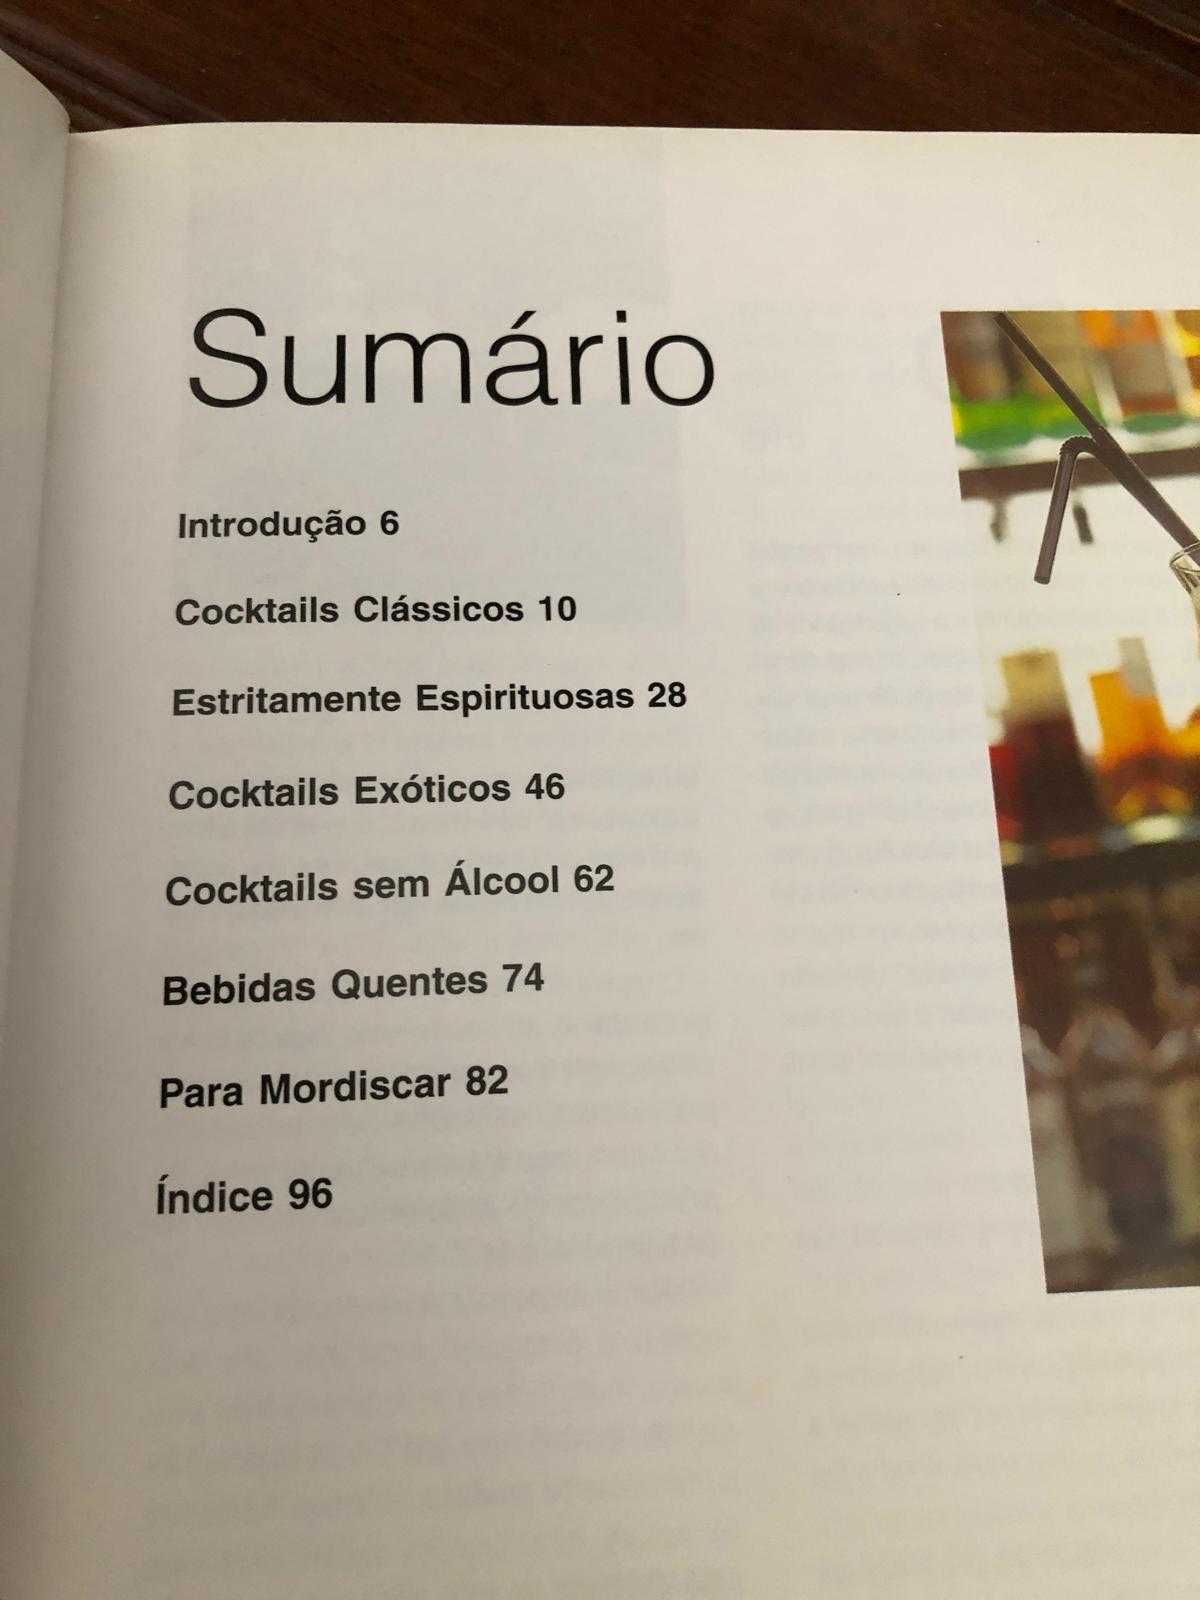 Sumário
Introdução 6
Cocktails Clássicos 10
Estritamente Espirituosas 28
Cocktails Exóticos 46
Cocktails sem Álcool 62
Bebidas Quentes 74
Para Mordiscar 82
Índice 96